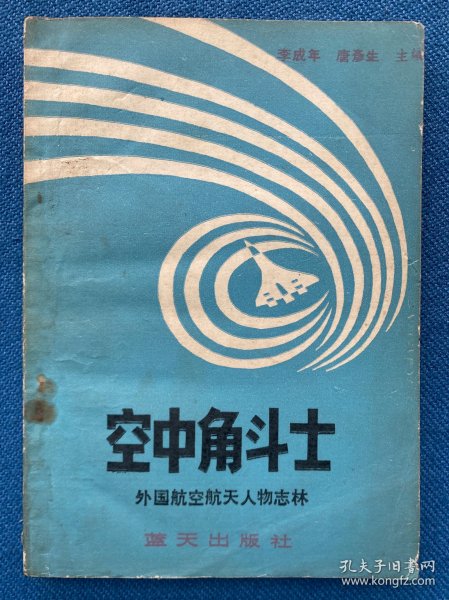 李成年 唐彦生 主编
空中角斗士
外国航空航天人物志林
蓝天出版社
孔夫子旧书网
www.kongfz.com